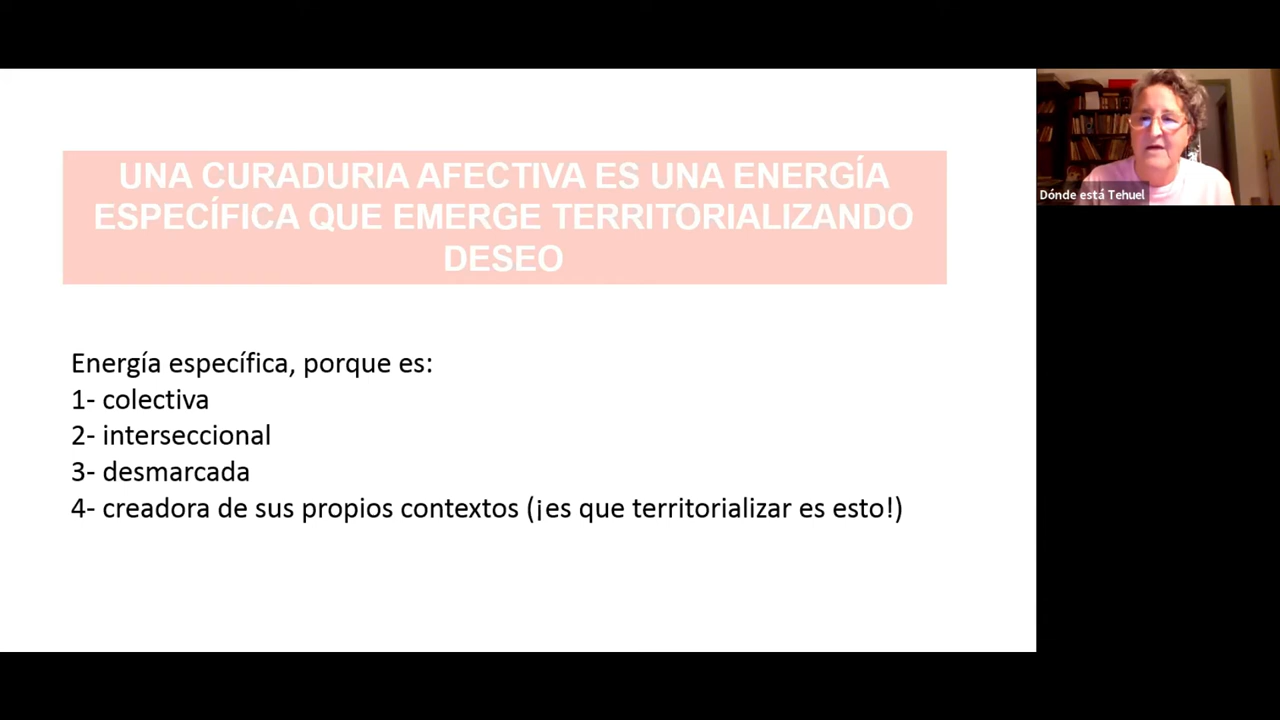 UNA CURADURIA AFECTIVA ES UNA ENERGÍA
ESPECÍFICA QUE EMERGE TERRITORIALIZANDO
DESEO
Energía específica, porque es:
1- colectiva
2- interseccional
3- desmarcada
4- creadora de sus propios contextos (¡es que territorializar es esto!)
Dónde está Tehuel